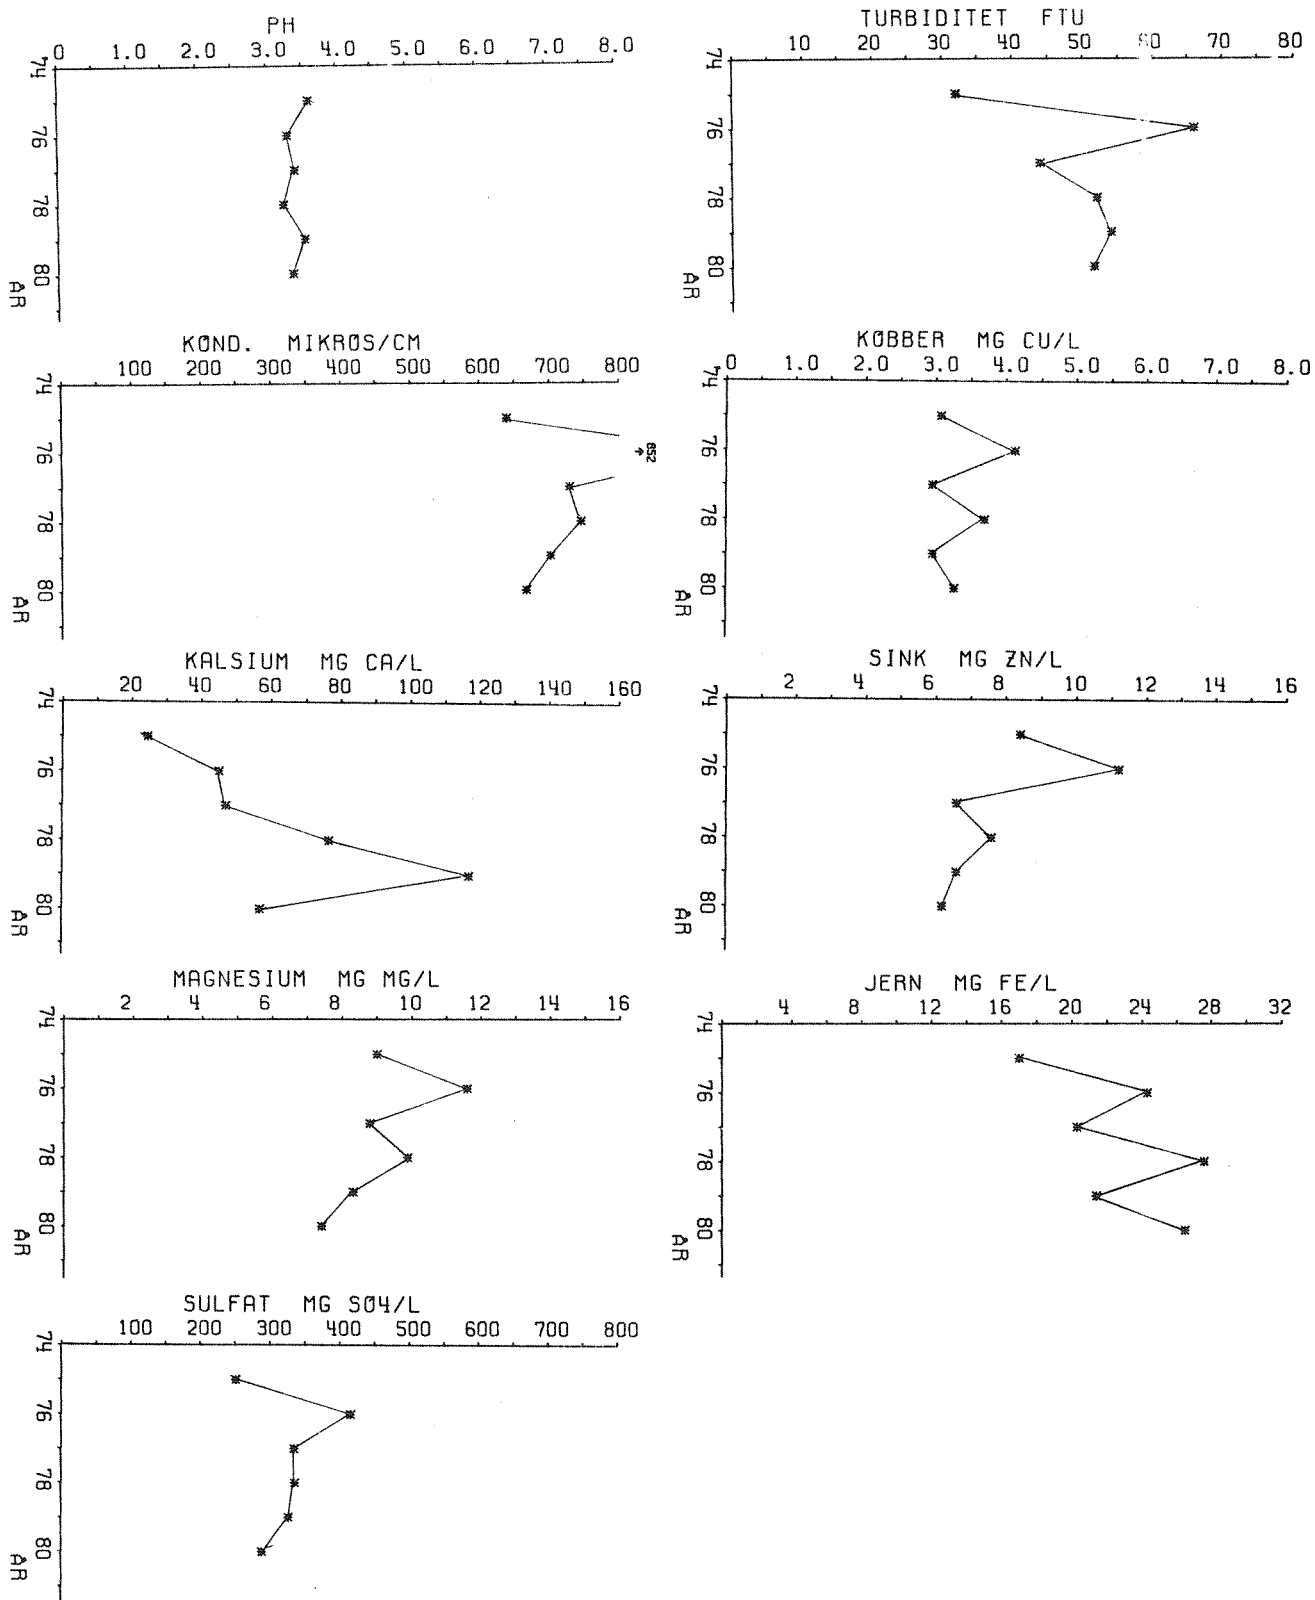 PH
.0 1.0 2.0 3.0 4.0 5.0 6.0 7.0 8.0
74
76
78
80
ÅR
TURBIDITET FTU
10 20 30 40 50 60 70 80
74
76
78
80
ÅR
KØND. MIKRØS/CM
100 200 300 400 500 600 700 800
74
76
852
78
80
ÅR
KØBBER MG CU/L
.0 1.0 2.0 3.0 4.0 5.0 6.0 7.0 8.0
74
76
78
80
ÅR
KALSIUM MG CA/L
20 40 60 80 100 120 140 160
74
76
78
80
ÅR
SINK MG ZN/L
2 4 6 8 10 12 14 16
74
76
78
80
ÅR
MAGNESIUM MG MG/L
2 4 6 8 10 12 14 16
74
76
78
80
ÅR
JERN MG FE/L
4 8 12 16 20 24 28 32
74
76
78
80
ÅR
SULFAT MG SØ4/L
100 200 300 400 500 600 700 800
74
76
78
80
ÅR